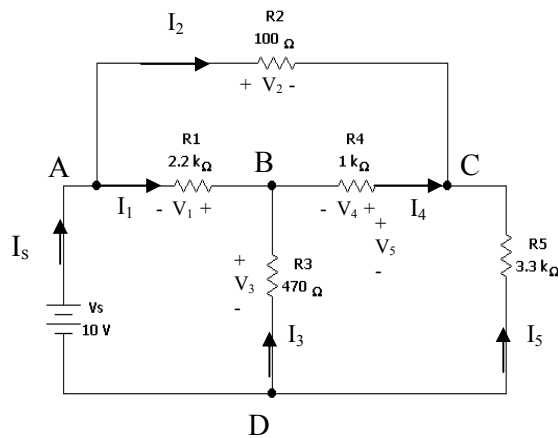 I2
R2
100 Ω
+ V2 -
A
R1
2.2 kΩ
B
R4
1 kΩ
C
I1
- V1 +
- V4 +
I4
+
V5
-
Is
+
V3
-
R3
470 Ω
R5
3.3 kΩ
Vs
10 V
I3
I5
D